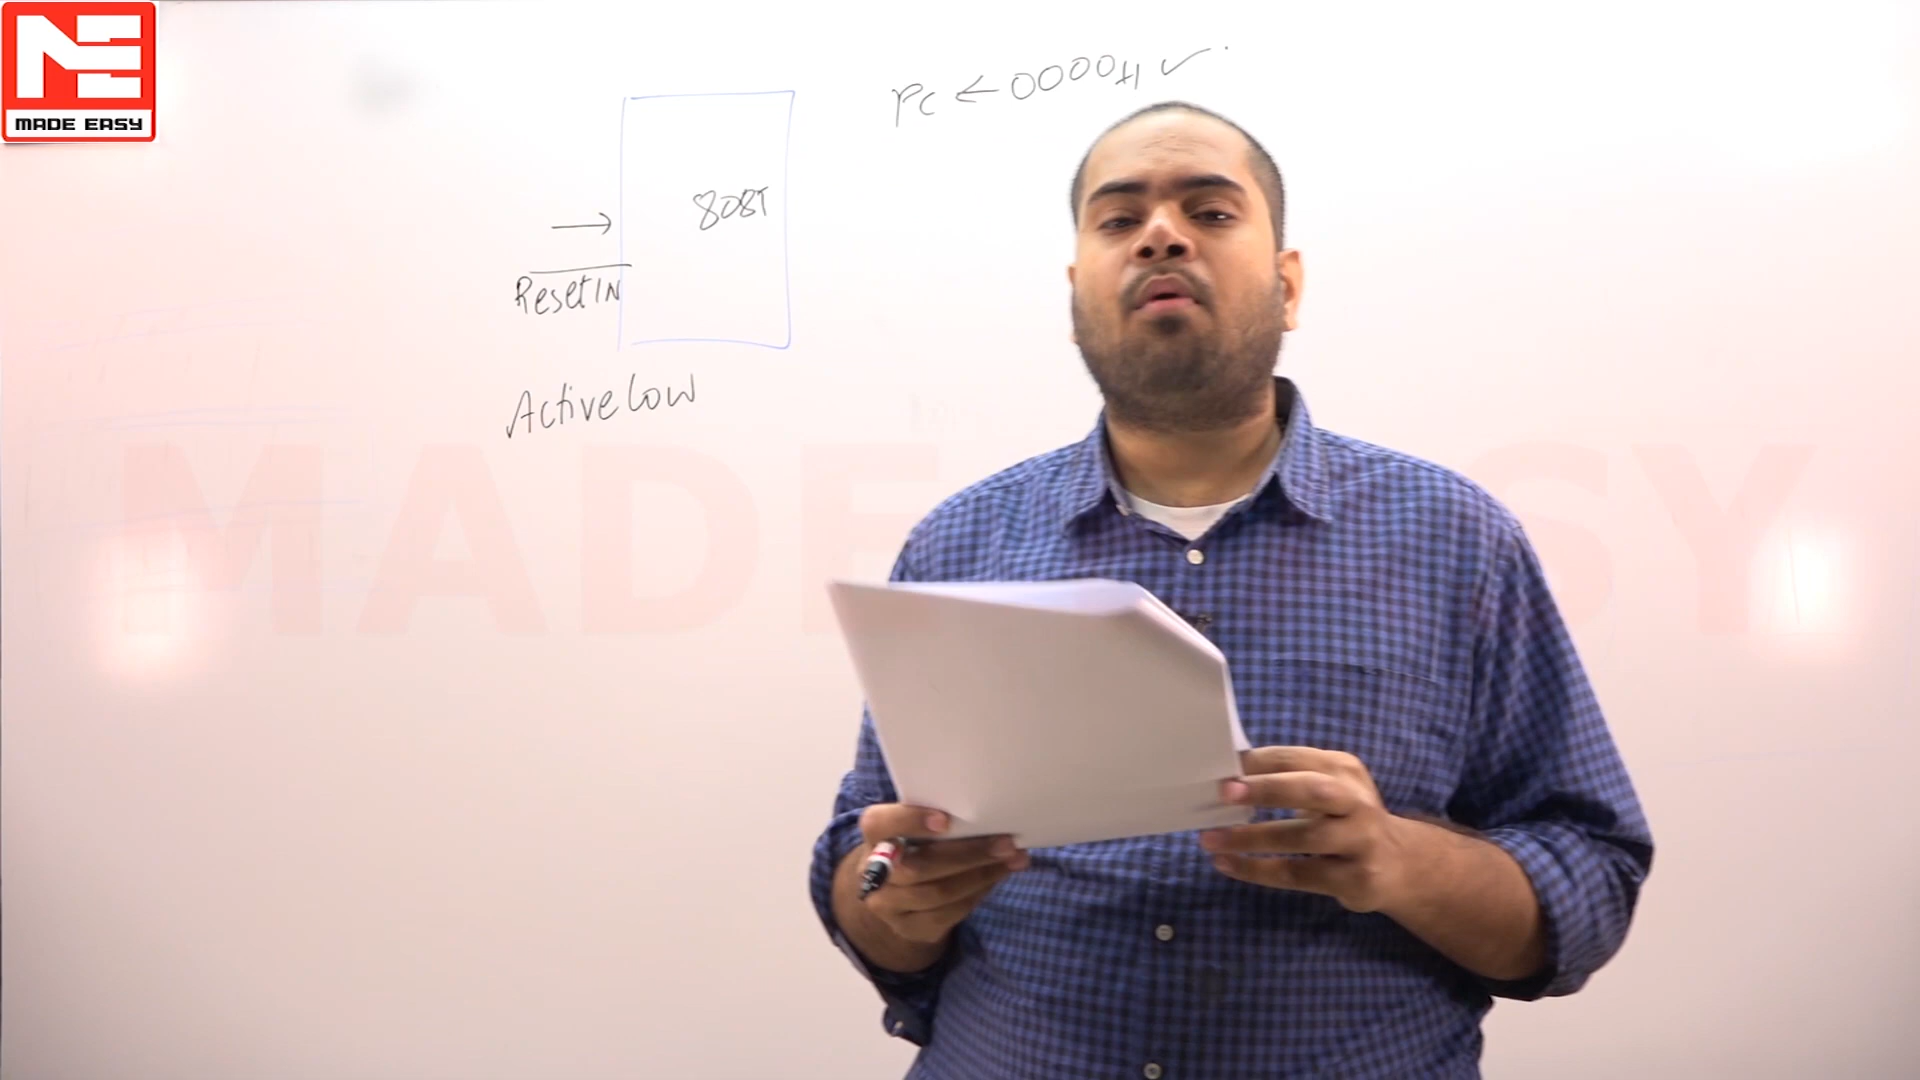 MADE EASY
PC ← 0000H ✓
8085
→
Reset IN
Active low
MADE EASY